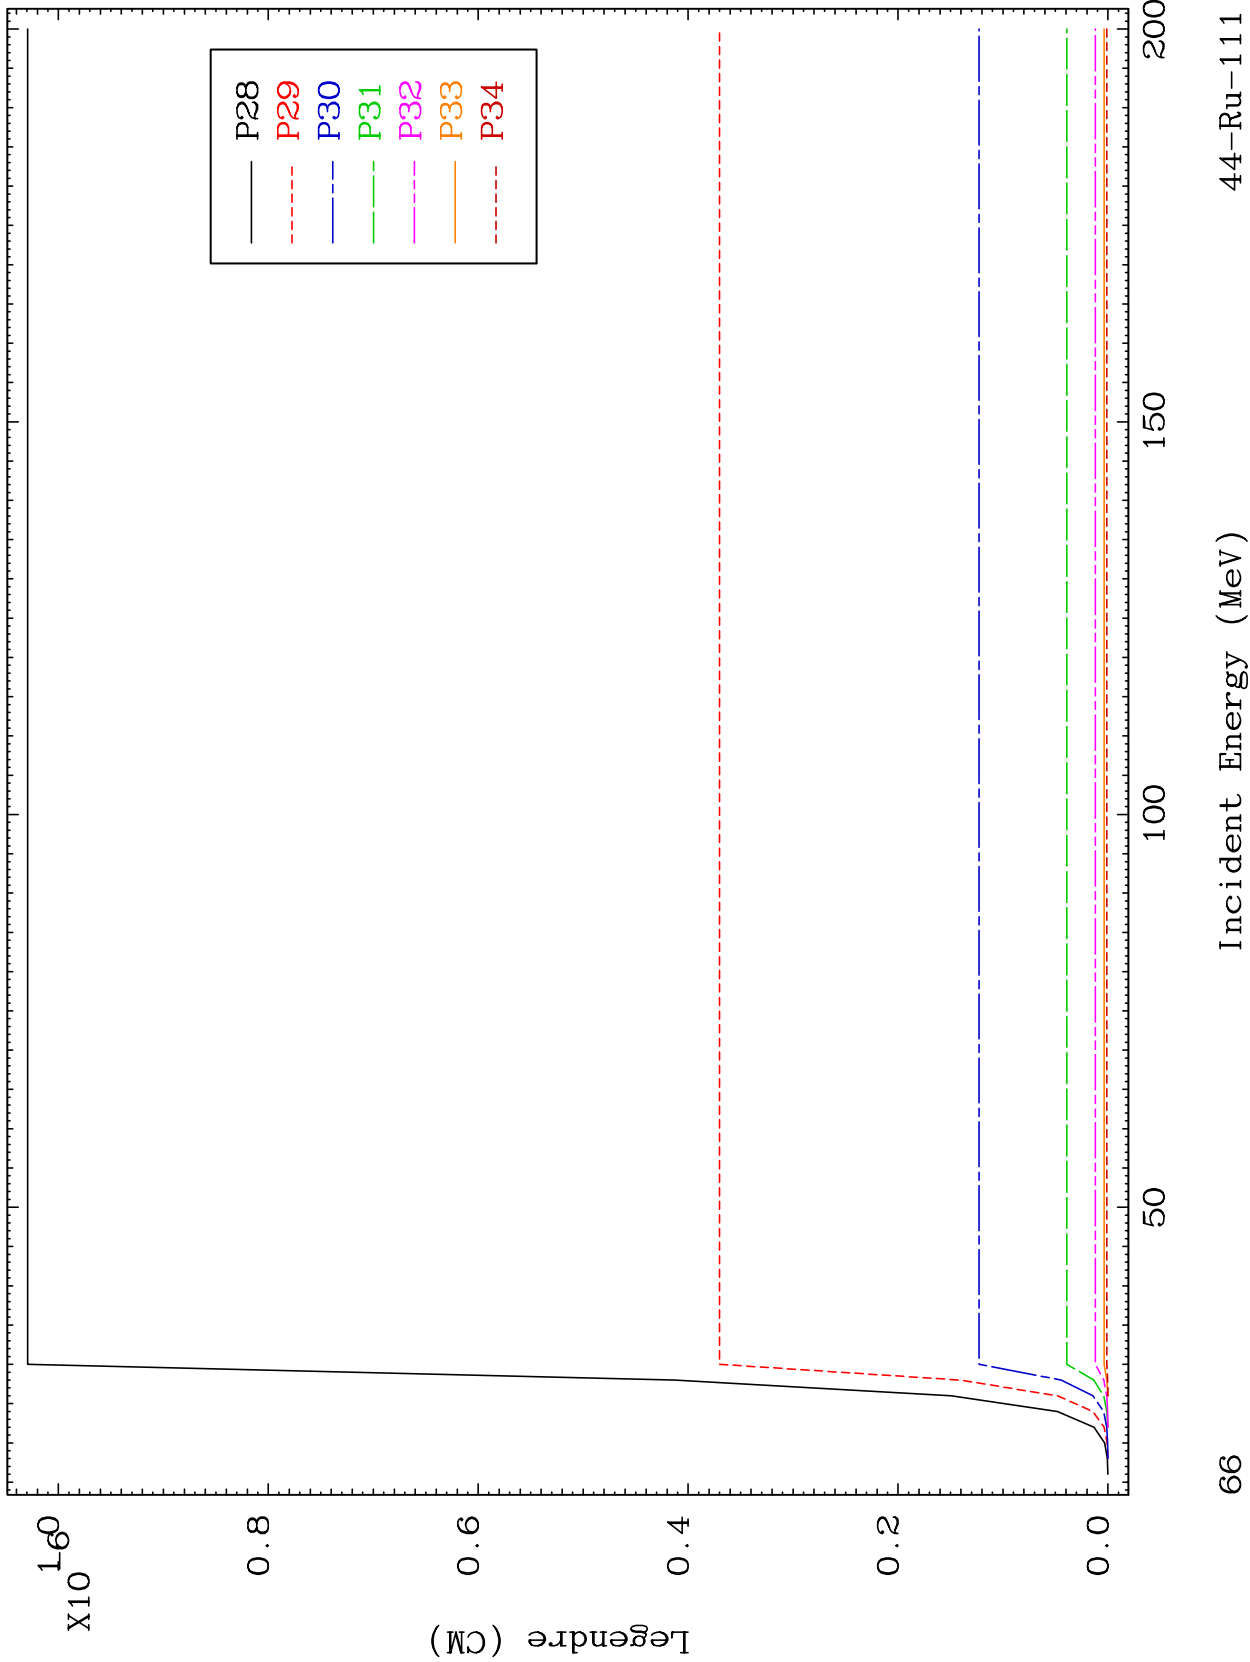 X10-6
1.0
0.8
0.6
0.4
0.2
0.0
Legendre (CM)
P28
P29
P30
P31
P32
P33
P34
50 100 150 200
66 Incident Energy (MeV) 44-Ru-111